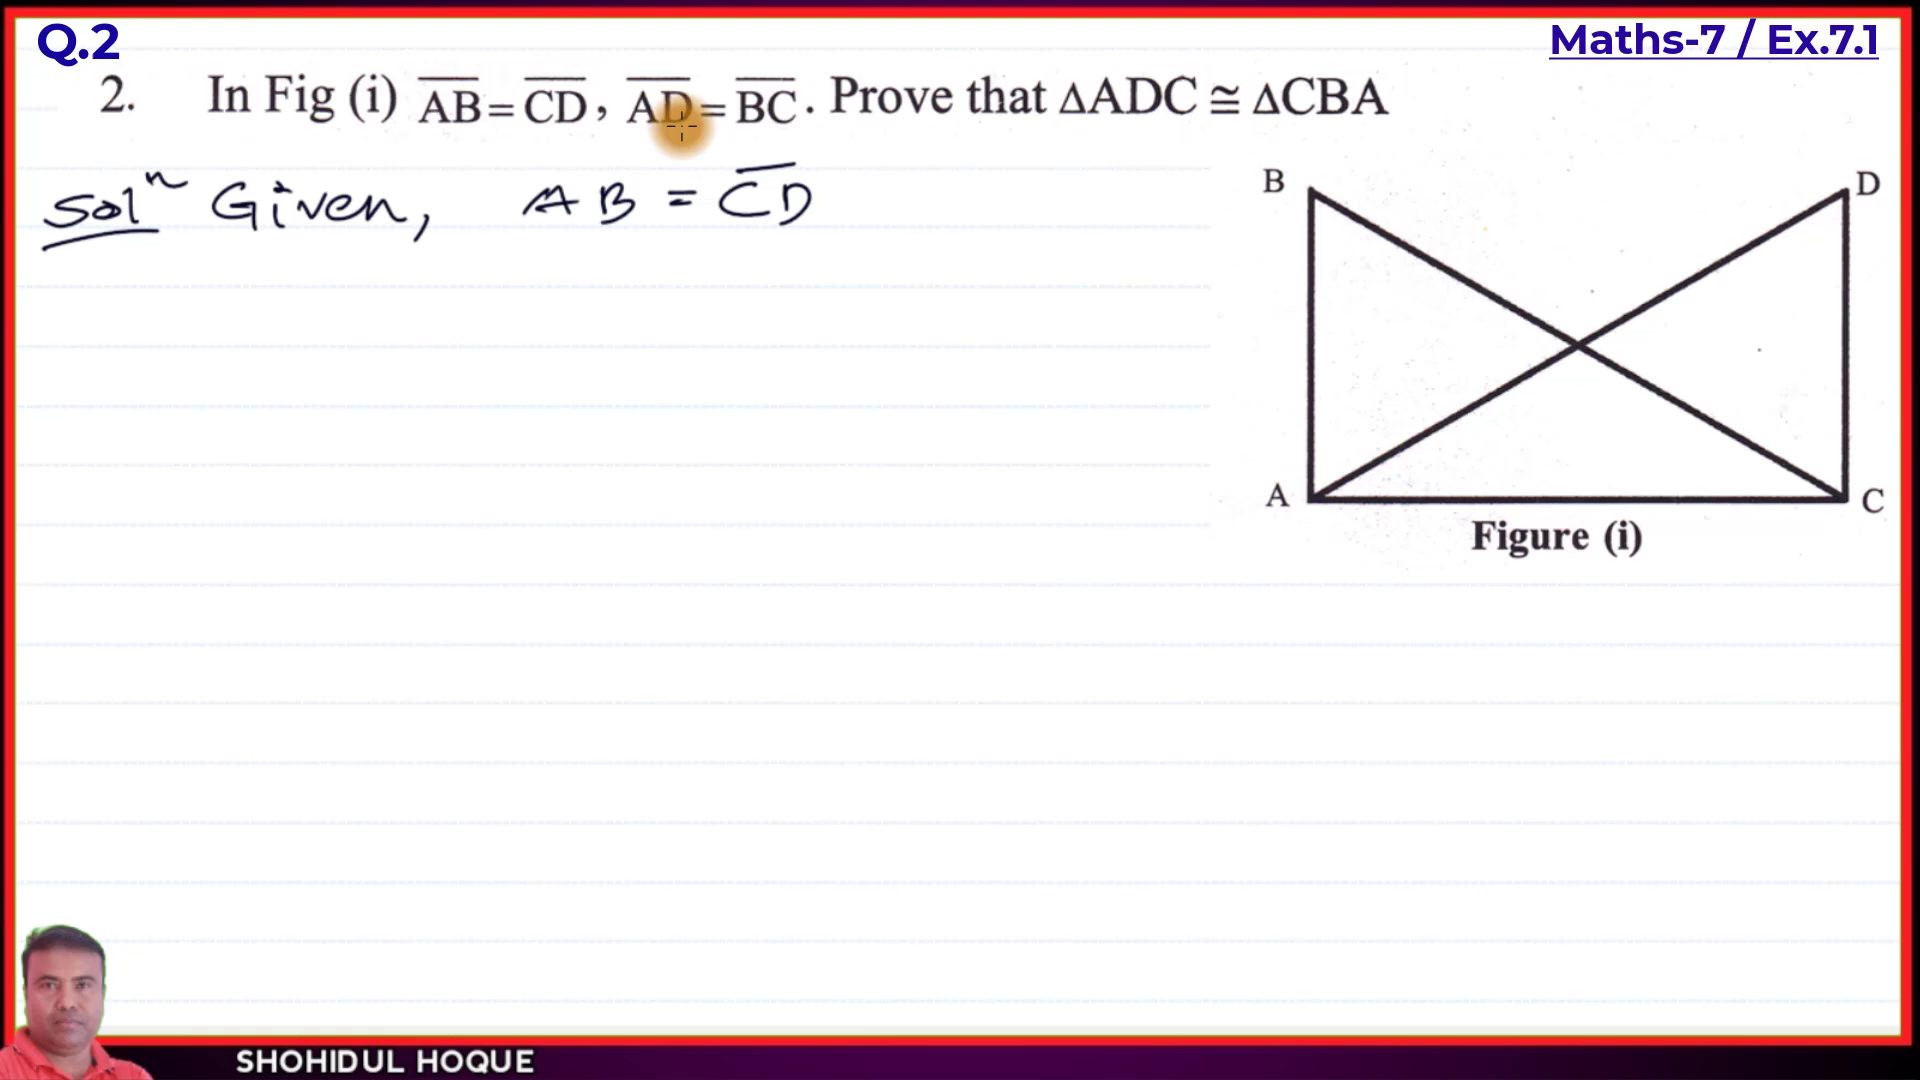 Q.2
Maths-7 / Ex.7.1
2. In Fig (i) AB = CD, AD = BC. Prove that ΔADC ≅ ΔCBA
Solⁿ Given, AB = CD
B
D
A
C
Figure (i)
SHOHIDUL HOQUE